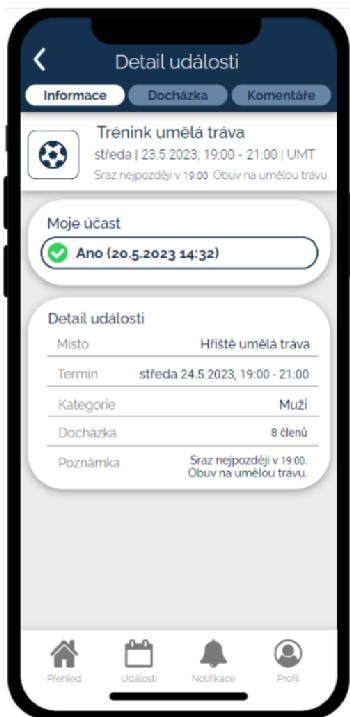 Detail události
Informace Docházka Komentáře
Trénink umělá tráva
středa | 23.5.2023, 19:00 - 21:00 | UMT
Sraz nejpozději v 19:00. Obuv na umělou trávu.
Moje účast
Ano (20.5.2023 14:32)
Detail události
Místo Hřiště umělá tráva
Termín středa 24.5.2023, 19:00 - 21:00
Kategorie Muži
Docházka 8 členů
Poznámka Sraz nejpozději v 19:00.
Obuv na umělou trávu.
Přehled Události Notifikace Profil